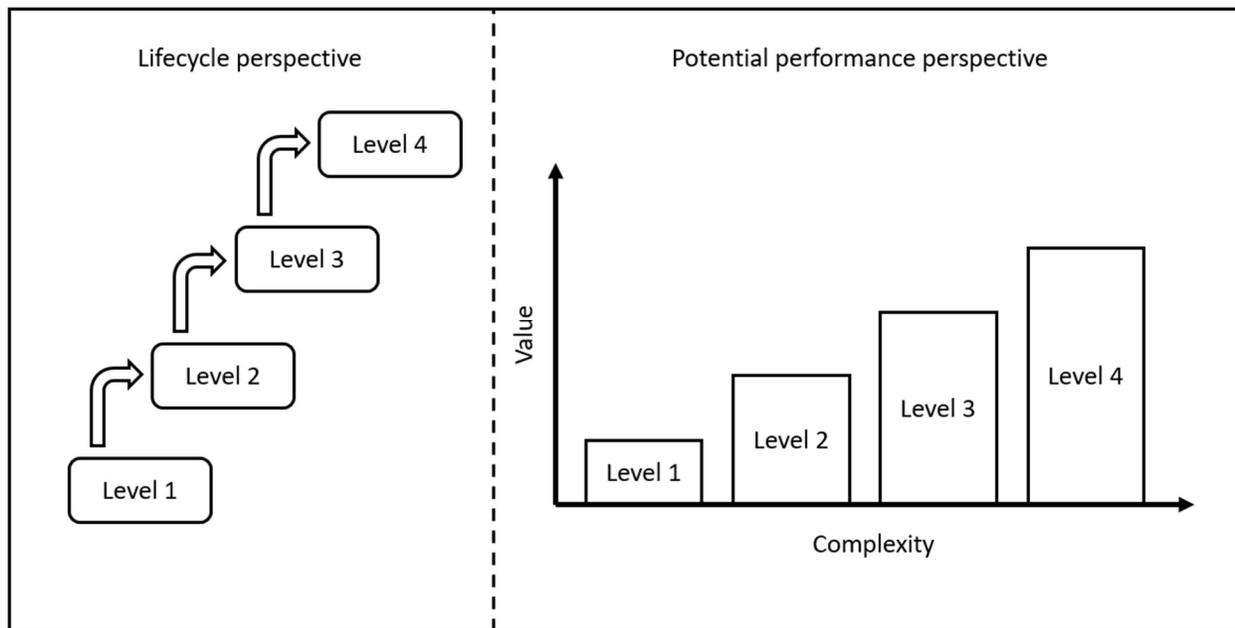 Lifecycle perspective
Level 4
Level 3
Level 2
Level 1
Potential performance perspective
Value
Level 1
Level 2
Level 3
Level 4
Complexity